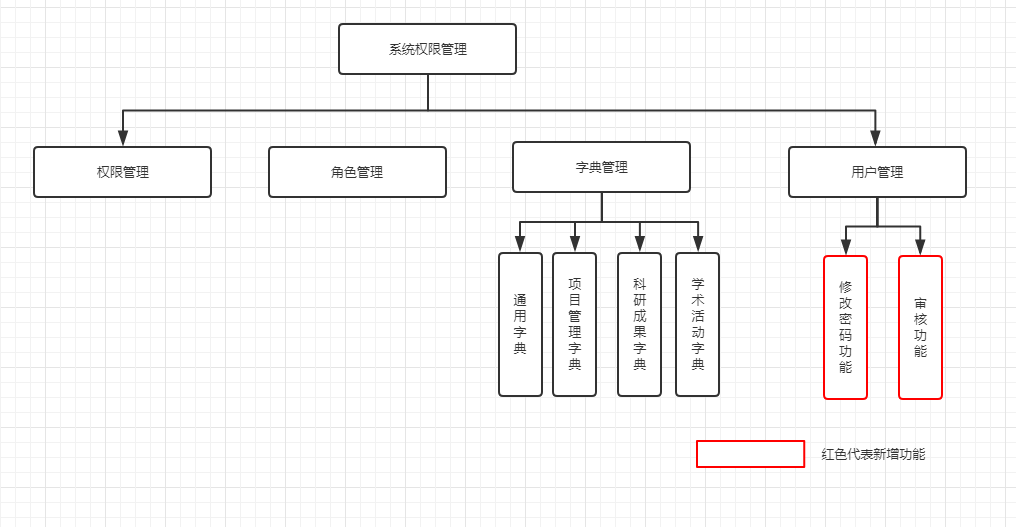 系统权限管理
权限管理
角色管理
字典管理
用户管理
通用字典
项目管理字典
科研成果字典
学术活动字典
修改密码功能
审核功能
红色代表新增功能